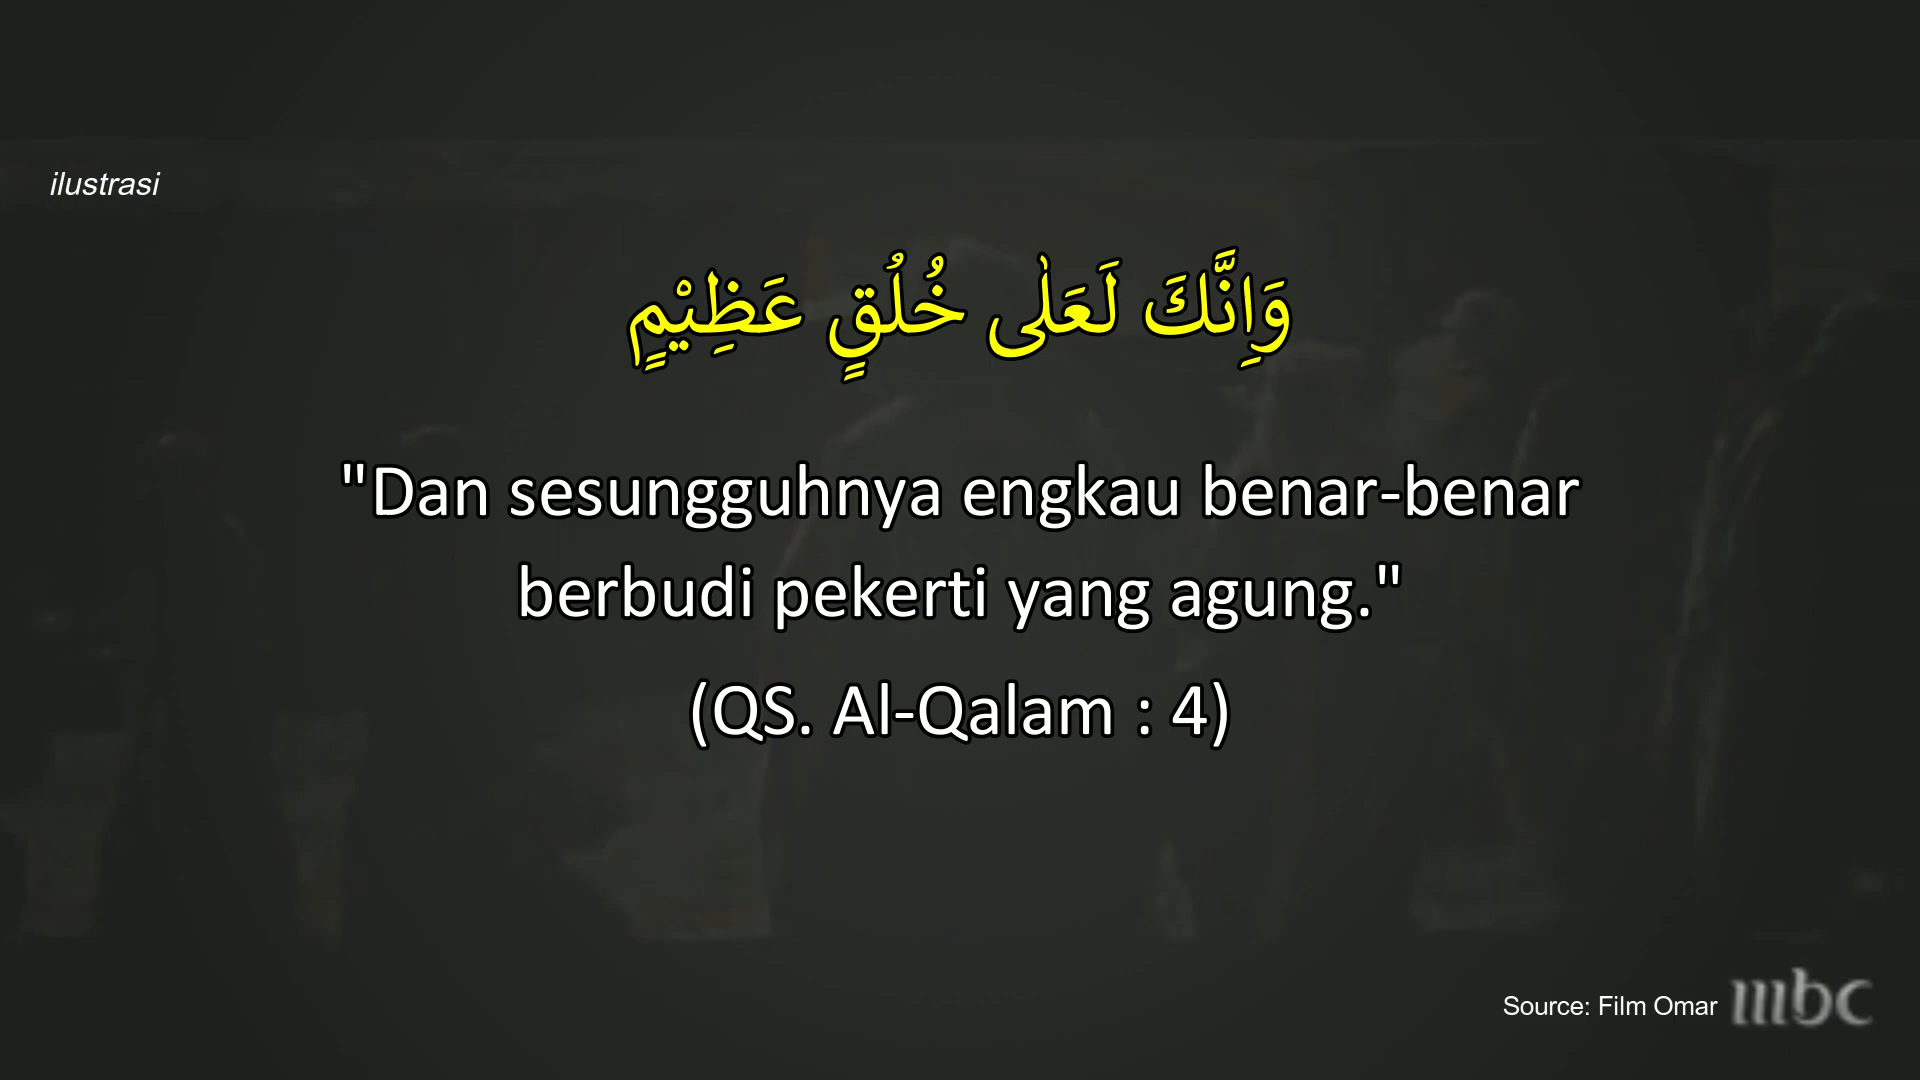 ilustrasi
وَاِنَّكَ لَعَلٰى خُلُقٍ عَظِيْمٍ
"Dan sesungguhnya engkau benar-benar
berbudi pekerti yang agung."
(QS. Al-Qalam : 4)
Source: Film Omar mbc